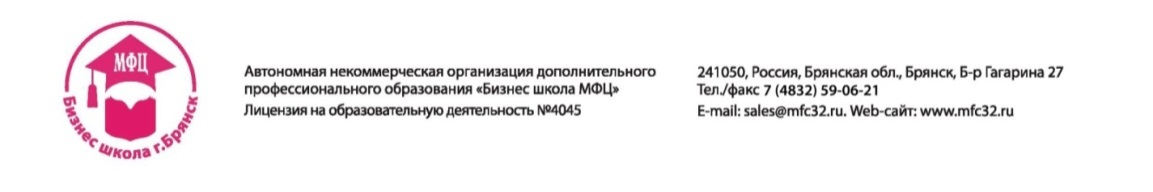 МФЦ
Бизнес школа г.Брянск
Автономная некоммерческая организация дополнительного
профессионального образования «Бизнес школа МФЦ»
Лицензия на образовательную деятельность №4045
241050, Россия, Брянская обл., Брянск, Б-р Гагарина 27
Тел./факс 7 (4832) 59-06-21
E-mail: sales@mfc32.ru. Web-сайт: www.mfc32.ru